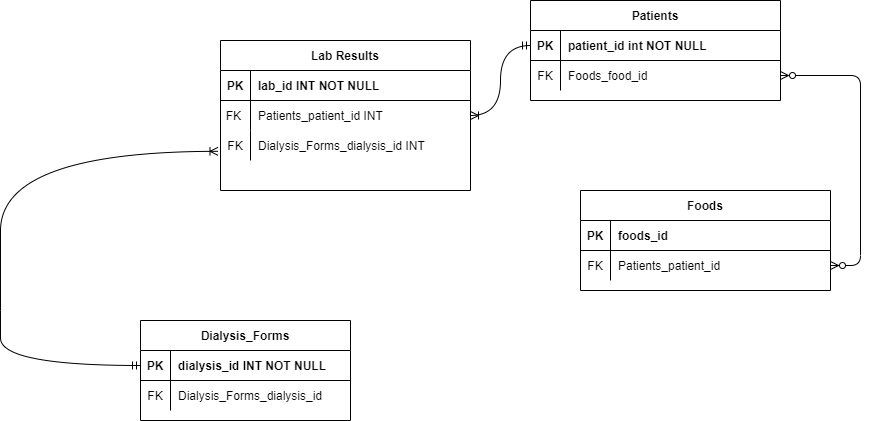 Patients
PK patient_id int NOT NULL
FK Foods_food_id
Lab Results
PK lab_id INT NOT NULL
FK Patients_patient_id INT
FK Dialysis_Forms_dialysis_id INT
Foods
PK foods_id
FK Patients_patient_id
Dialysis_Forms
PK dialysis_id INT NOT NULL
FK Dialysis_Forms_dialysis_id